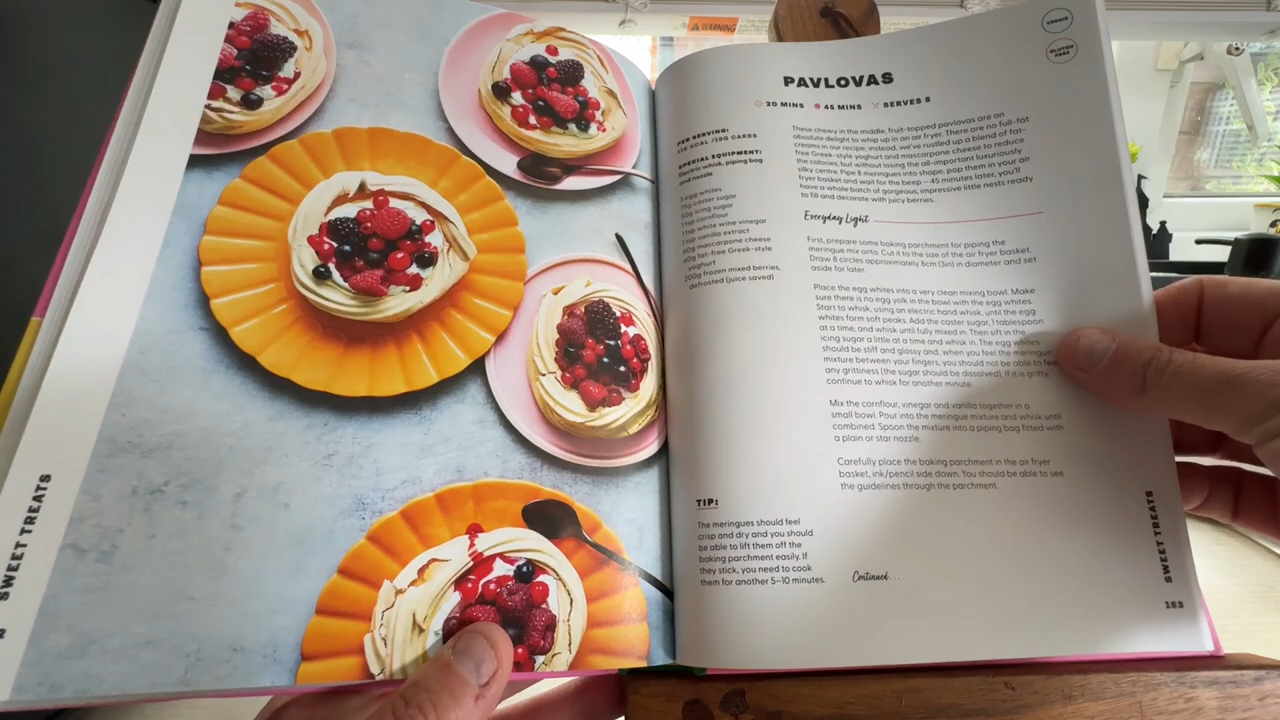 WARNING
VEGGIE
GLUTEN
FREE
PAVLOVAS
20 MINS 45 MINS SERVES 8
PER SERVING:
KCAL /19G CARBS
SPECIAL EQUIPMENT:
Electric whisk, piping bag
and nozzle
3 egg whites
75g caster sugar
50g icing sugar
1 tsp cornflour
1 tsp white wine vinegar
1 tsp vanilla extract
60g mascarpone cheese
60g fat-free Greek-style
yoghurt
200g frozen mixed berries,
defrosted (juice saved)
These chewy in the middle, fruit-topped pavlovas are an
absolute delight to whip up in an air fryer. There are no full-fat
creams in our recipe; instead, we've rustled up a blend of fat-
free Greek-style yoghurt and mascarpone cheese to reduce
the calories, but without losing the all-important luxuriously
silky centre. Pipe 8 meringues into shape, pop them in your air
fryer basket and wait for the beep – 45 minutes later, you'll
have a whole batch of gorgeous, impressive little nests ready
to fill and decorate with juicy berries.
Everyday Light
First, prepare some baking parchment for piping the
meringue mix onto. Cut it to the size of the air fryer basket.
Draw 8 circles approximately 8cm (3in) in diameter and set
aside for later.
Place the egg whites into a very clean mixing bowl. Make
sure there is no egg yolk in the bowl with the egg whites.
Start to whisk, using an electric hand whisk, until the egg
whites form soft peaks. Add the caster sugar, 1 tablespoon
at a time, and whisk until fully mixed in. Then sift in the
icing sugar a little at a time and whisk in. The egg whites
should be stiff and glossy and, when you feel the meringue
mixture between your fingers, you should not be able to feel
any grittiness (the sugar should be dissolved). If it is gritty,
continue to whisk for another minute.
Mix the cornflour, vinegar and vanilla together in a
small bowl. Pour into the meringue mixture and whisk until
combined. Spoon the mixture into a piping bag fitted with
a plain or star nozzle.
Carefully place the baking parchment in the air fryer
basket, ink/pencil side down. You should be able to see
the guidelines through the parchment.
TIP:
The meringues should feel
crisp and dry and you should
be able to lift them off the
baking parchment easily. If
they stick, you need to cook
them for another 5–10 minutes.
Continued...
SWEET TREATS
SWEET TREATS
183